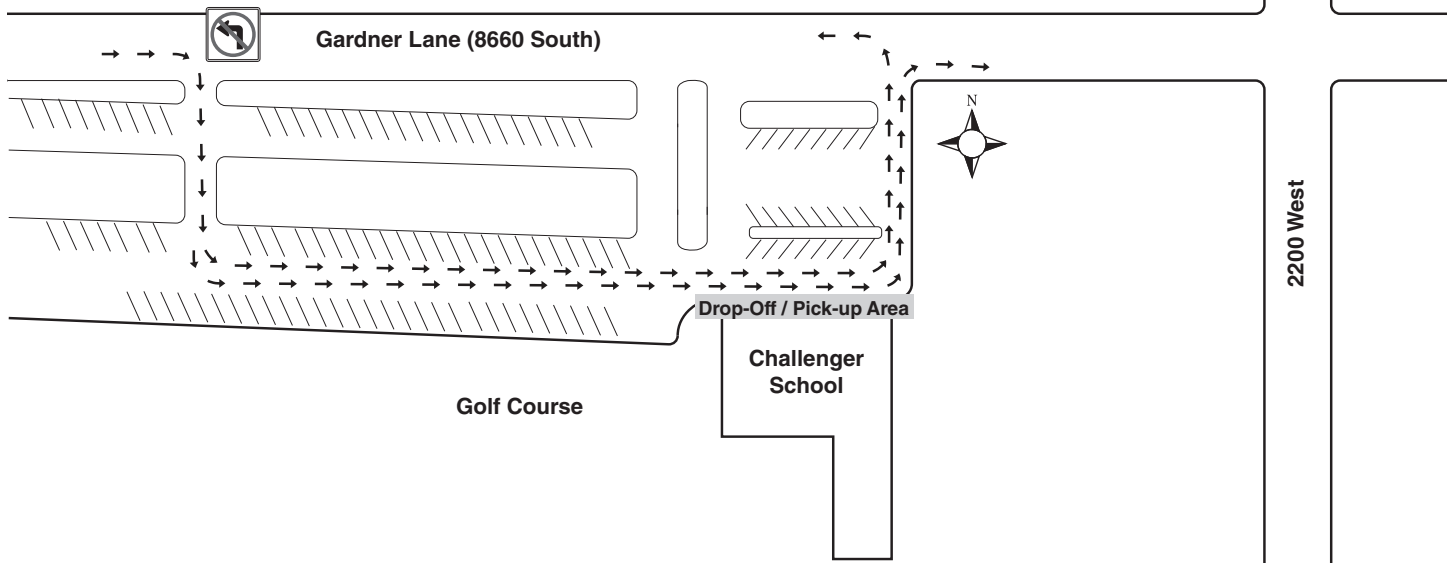 Gardner Lane (8660 South)
N
2200 West
Drop-Off / Pick-up Area
Challenger
School
Golf Course